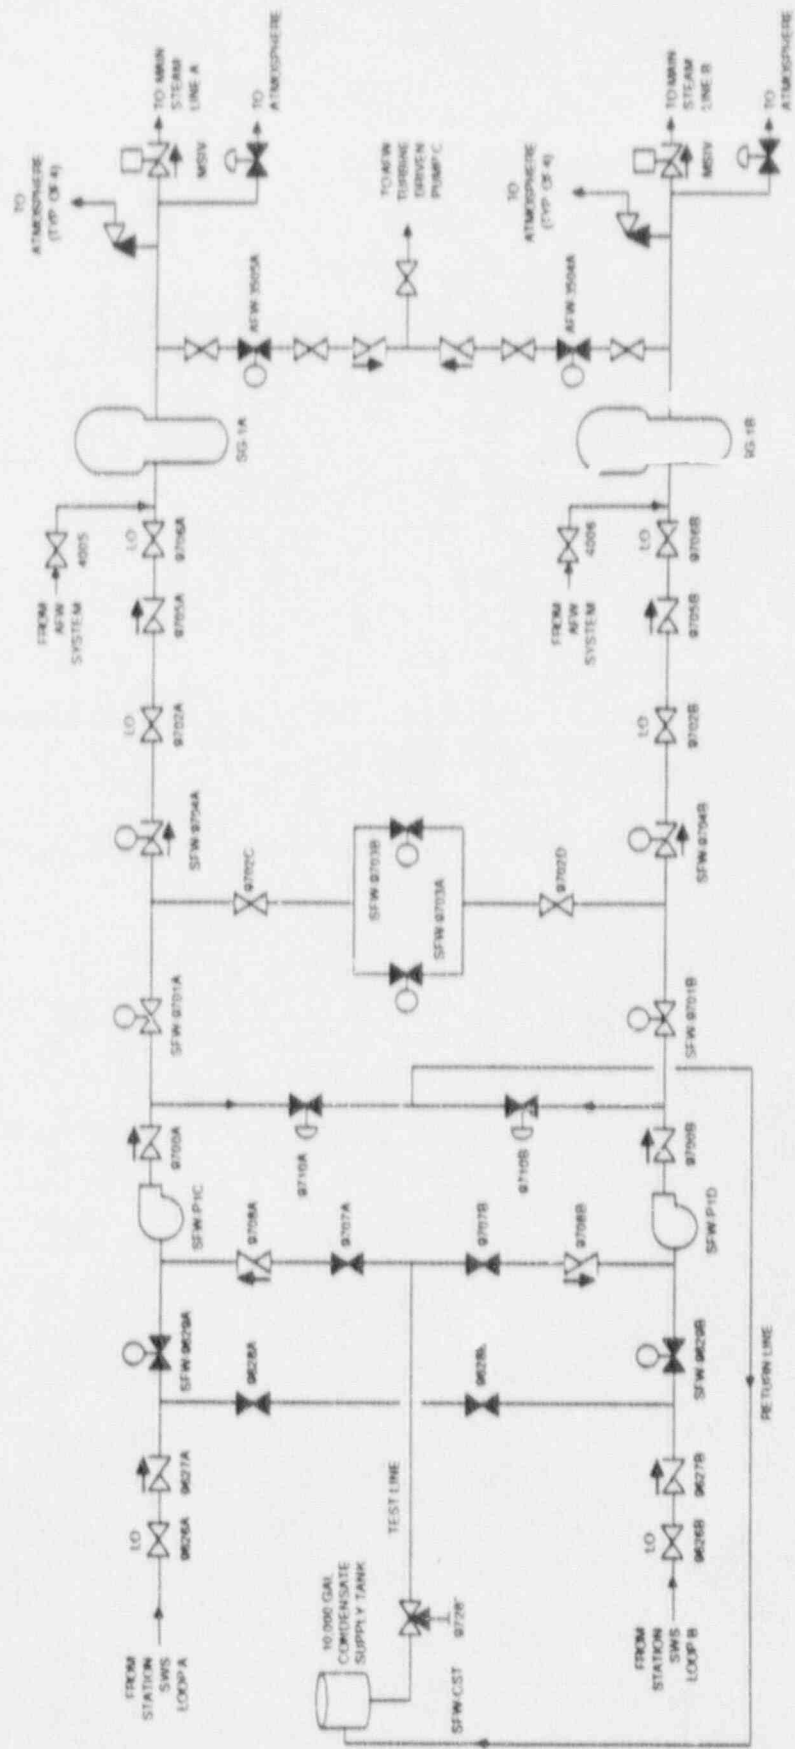 TO
ATMOSPHERE
(TYP. OF 4)
TO MAIN
STEAM
LINE A
MSIV
TO
ATMOSPHERE
AFW-3505A
TO AFW
TURBINE
DRIVEN
PUMP C
AFW-3504A
TO
ATMOSPHERE
(TYP. OF 4)
TO MAIN
STEAM
LINE B
MSIV
TO
ATMOSPHERE
SG-1A
SG-1B
FROM
AFW
SYSTEM
4005
LO
9706A
9705A
LO
9702A
SFW-9704A
FROM
AFW
SYSTEM
4006
LO
9706B
9705B
LO
9702B
SFW-9704B
9702C
SFW-9703B
SFW-9703A
9702D
SFW-9701A
SFW-9701B
9700A
9710A
9710B
9700B
SFW-P1C
9708A
9707A
9707B
9708B
SFW-P1D
SFW-9629A
9628A
SFW-9629B
9627A
LO
9626A
FROM
STATION
SWS
LOOP A
TEST LINE
10,000 GAL
CONDENSATE
SUPPLY TANK
SFW-CST
9627B
LO
9626B
FROM
STATION
SWS
LOOP B
RETURN LINE